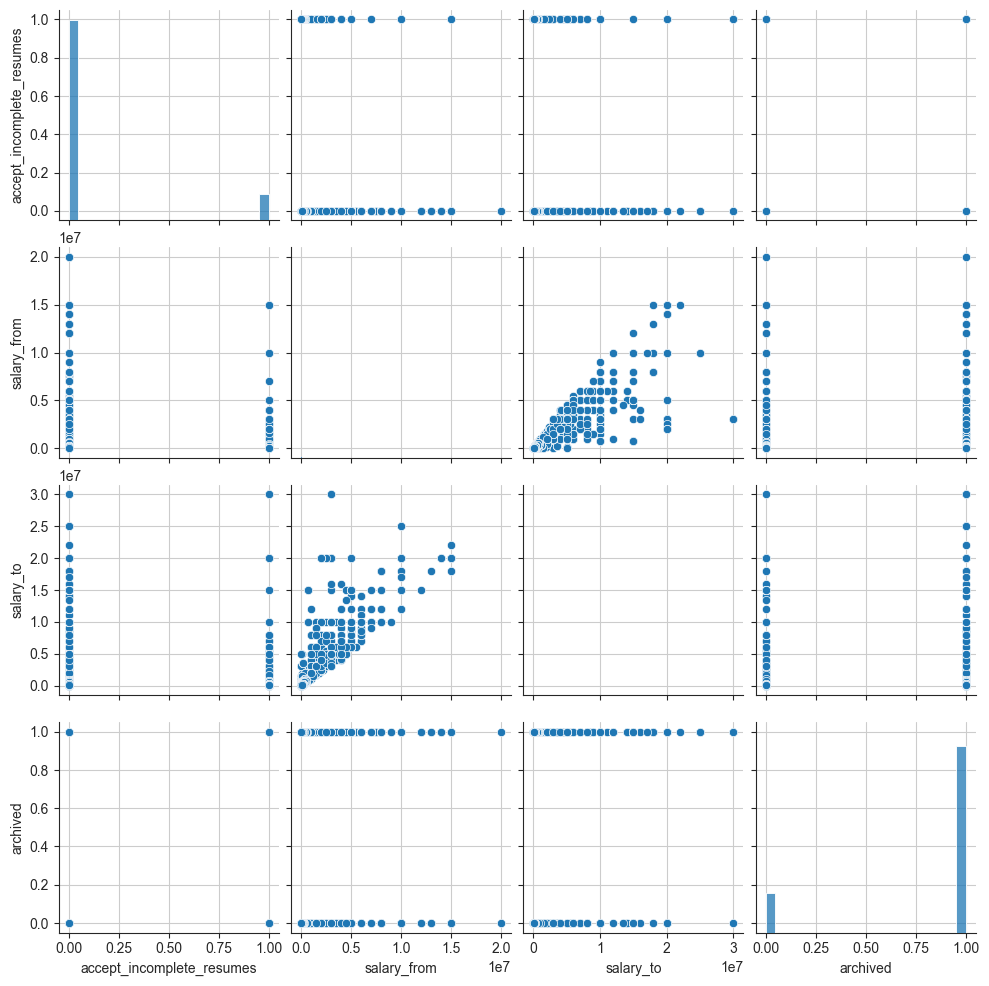 1.0
0.8
0.6
0.4
0.2
0.0
accept_incomplete_resumes
1e7
2.0
1.5
1.0
0.5
0.0
salary_from
1e7
3.0
2.5
2.0
1.5
1.0
0.5
0.0
salary_to
1.0
0.8
0.6
0.4
0.2
0.0
archived
0.00 0.25 0.50 0.75 1.00
accept_incomplete_resumes
0.0 0.5 1.0 1.5 2.0
salary_from 1e7
0 1 2 3
salary_to 1e7
0.00 0.25 0.50 0.75 1.00
archived